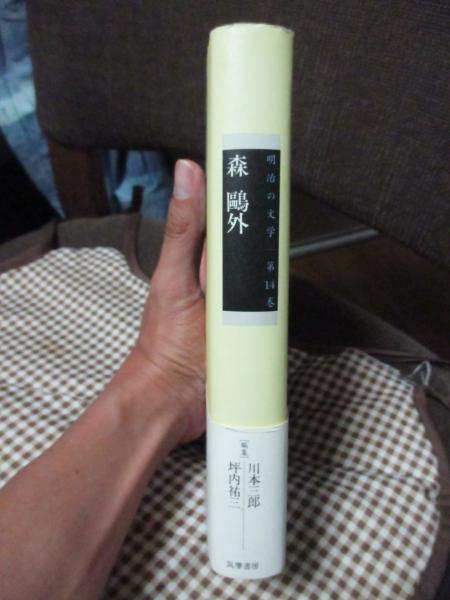 明治の文学 第14巻
森 鷗外
[編集]
川本三郎
坪内祐三
筑摩書房